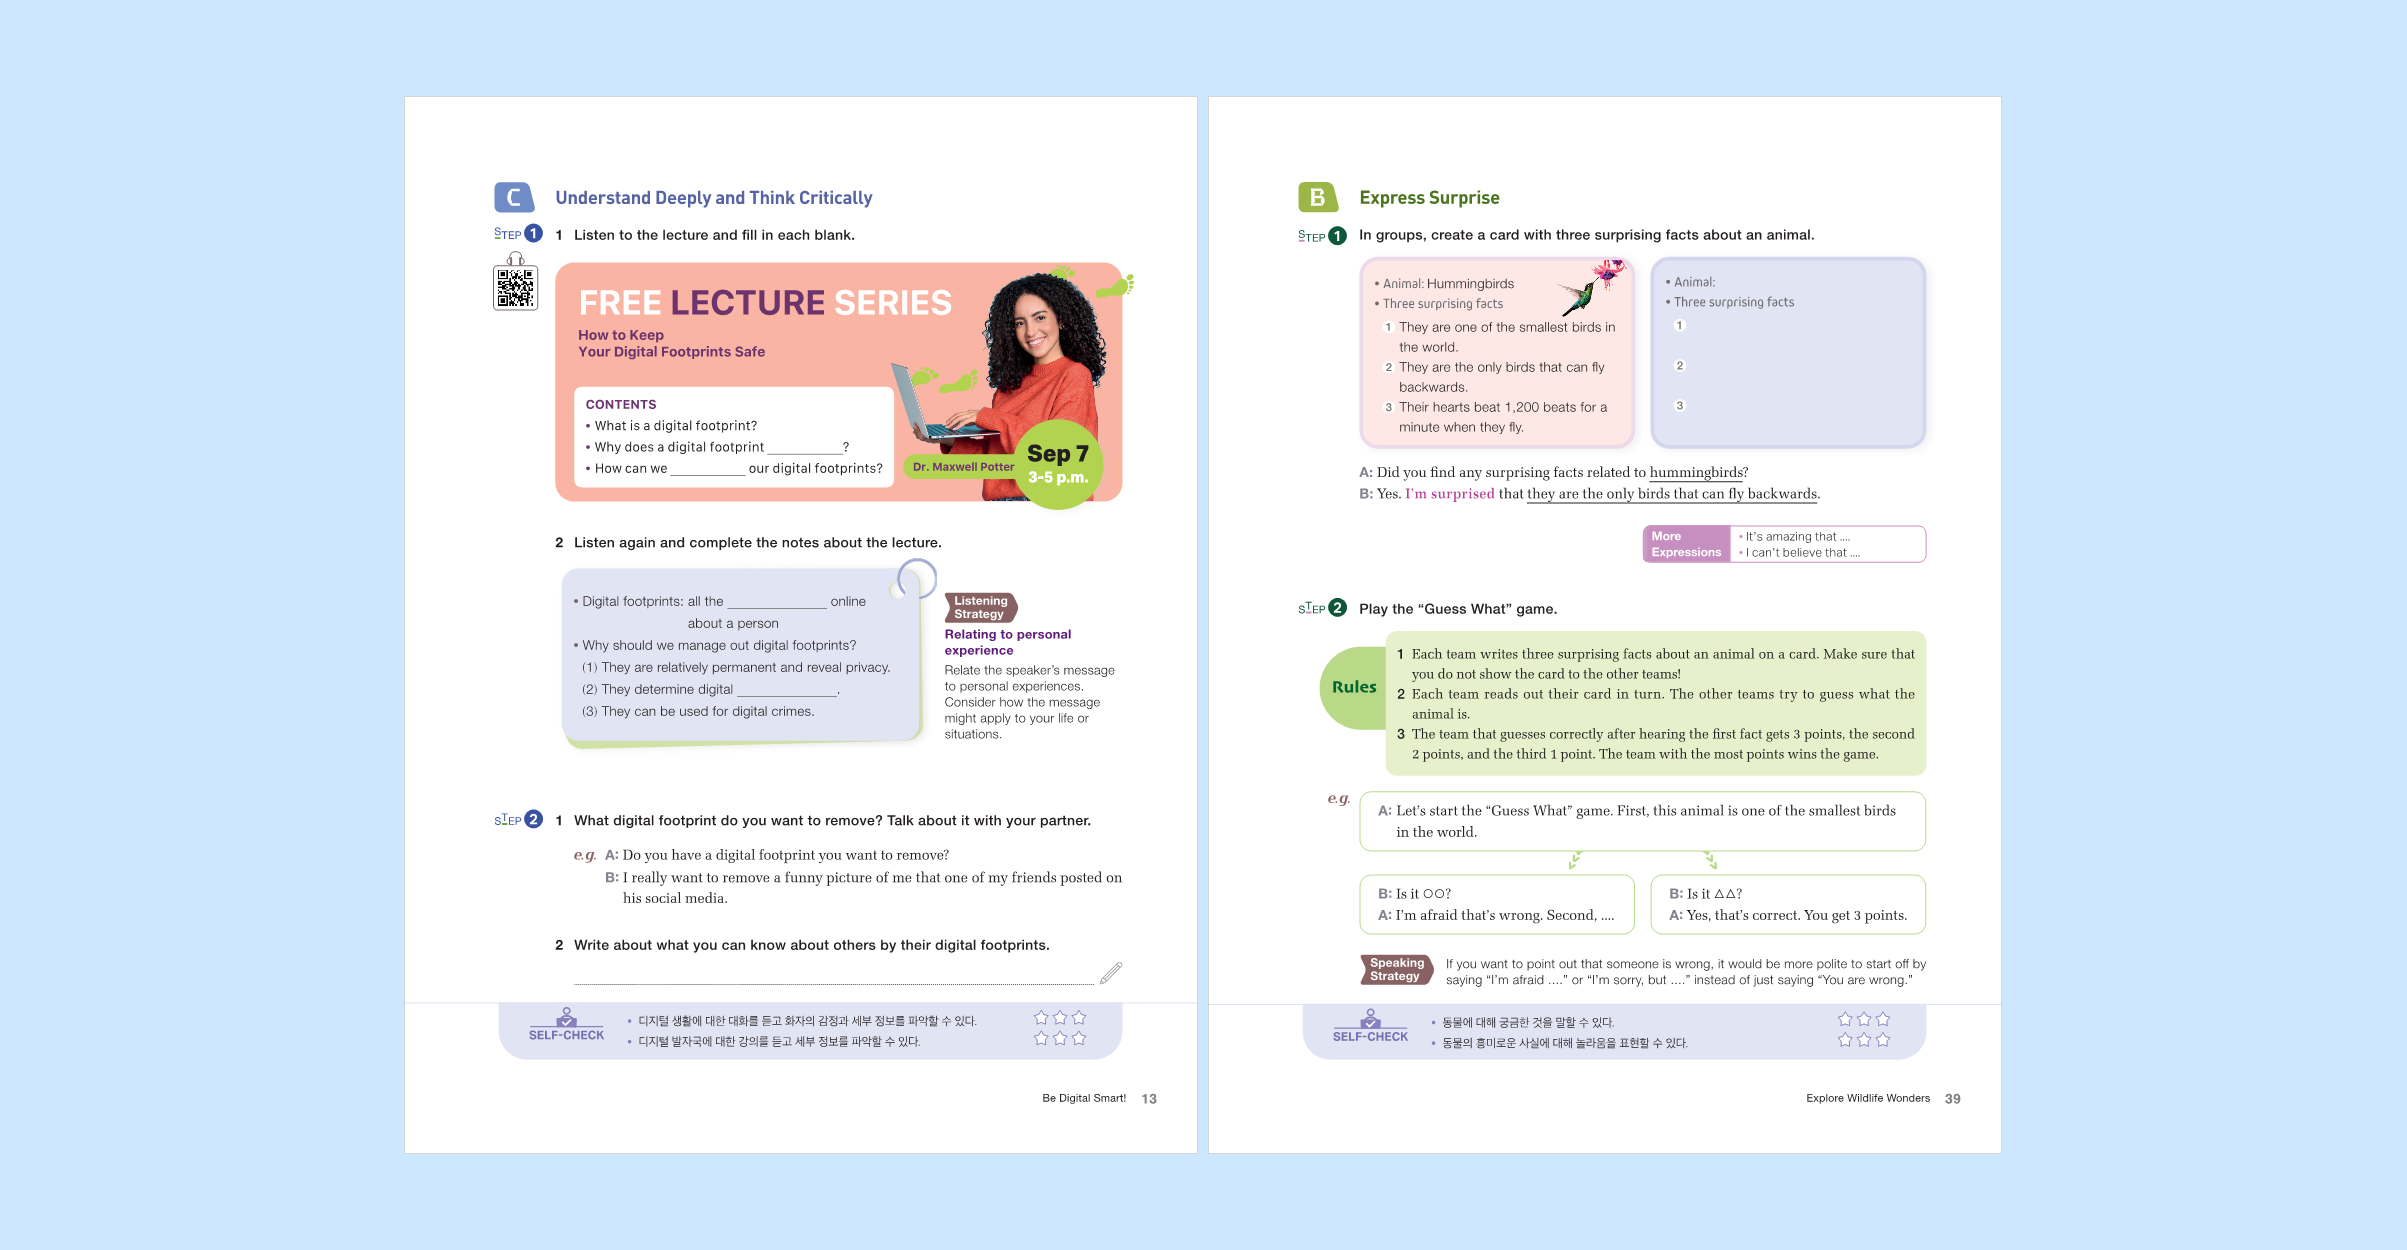 C Understand Deeply and Think Critically
STEP 1 1 Listen to the lecture and fill in each blank.
FREE LECTURE SERIES
How to Keep
Your Digital Footprints Safe
CONTENTS
• What is a digital footprint?
• Why does a digital footprint __________?
• How can we __________ our digital footprints?
Dr. Maxwell Potter
Sep 7
3-5 p.m.
2 Listen again and complete the notes about the lecture.
• Digital footprints: all the ______________ online
about a person
• Why should we manage out digital footprints?
(1) They are relatively permanent and reveal privacy.
(2) They determine digital ______________.
(3) They can be used for digital crimes.
Listening
Strategy
Relating to personal
experience
Relate the speaker's message
to personal experiences.
Consider how the message
might apply to your life or
situations.
STEP 2 1 What digital footprint do you want to remove? Talk about it with your partner.
e.g. A: Do you have a digital footprint you want to remove?
B: I really want to remove a funny picture of me that one of my friends posted on
his social media.
2 Write about what you can know about others by their digital footprints.
SELF-CHECK
• 디지털 생활에 대한 대화를 듣고 화자의 감정과 세부 정보를 파악할 수 있다. ☆☆☆
• 디지털 발자국에 대한 강의를 듣고 세부 정보를 파악할 수 있다. ☆☆☆
Be Digital Smart! 13
B Express Surprise
STEP 1 In groups, create a card with three surprising facts about an animal.
• Animal: Hummingbirds
• Three surprising facts
1 They are one of the smallest birds in
the world.
2 They are the only birds that can fly
backwards.
3 Their hearts beat 1,200 beats for a
minute when they fly.
• Animal:
• Three surprising facts
1
2
3
A: Did you find any surprising facts related to hummingbirds?
B: Yes. I'm surprised that they are the only birds that can fly backwards.
More
Expressions
• It's amazing that ....
• I can't believe that ....
STEP 2 Play the “Guess What” game.
Rules
1 Each team writes three surprising facts about an animal on a card. Make sure that
you do not show the card to the other teams!
2 Each team reads out their card in turn. The other teams try to guess what the
animal is.
3 The team that guesses correctly after hearing the first fact gets 3 points, the second
2 points, and the third 1 point. The team with the most points wins the game.
e.g.
A: Let's start the “Guess What” game. First, this animal is one of the smallest birds
in the world.
B: Is it ○○?
A: I'm afraid that's wrong. Second, ....
B: Is it △△?
A: Yes, that's correct. You get 3 points.
Speaking
Strategy
If you want to point out that someone is wrong, it would be more polite to start off by
saying “I'm afraid ....” or “I'm sorry, but ....” instead of just saying “You are wrong.”
SELF-CHECK
• 동물에 대해 궁금한 것을 말할 수 있다. ☆☆☆
• 동물의 흥미로운 사실에 대해 놀라움을 표현할 수 있다. ☆☆☆
Explore Wildlife Wonders 39